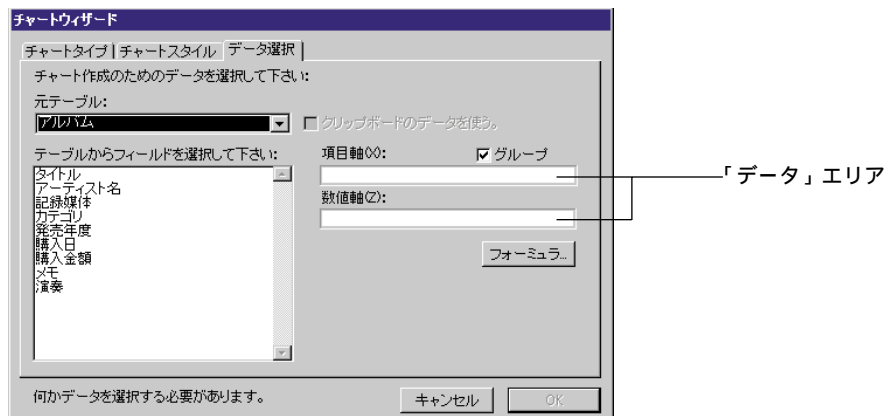 チャートウィザード
チャートタイプ チャートスタイル データ選択
チャート作成のためのデータを選択して下さい:
元テーブル:
アルバム
クリップボードのデータを使う。
テーブルからフィールドを選択して下さい:
タイトル
アーティスト名
記録媒体
カテゴリ
発売年度
購入日
購入金額
メモ
演奏
項目軸(X):
グループ
数値軸(Z):
フォーミュラ...
「データ」エリア
何かデータを選択する必要があります。
キャンセル
OK